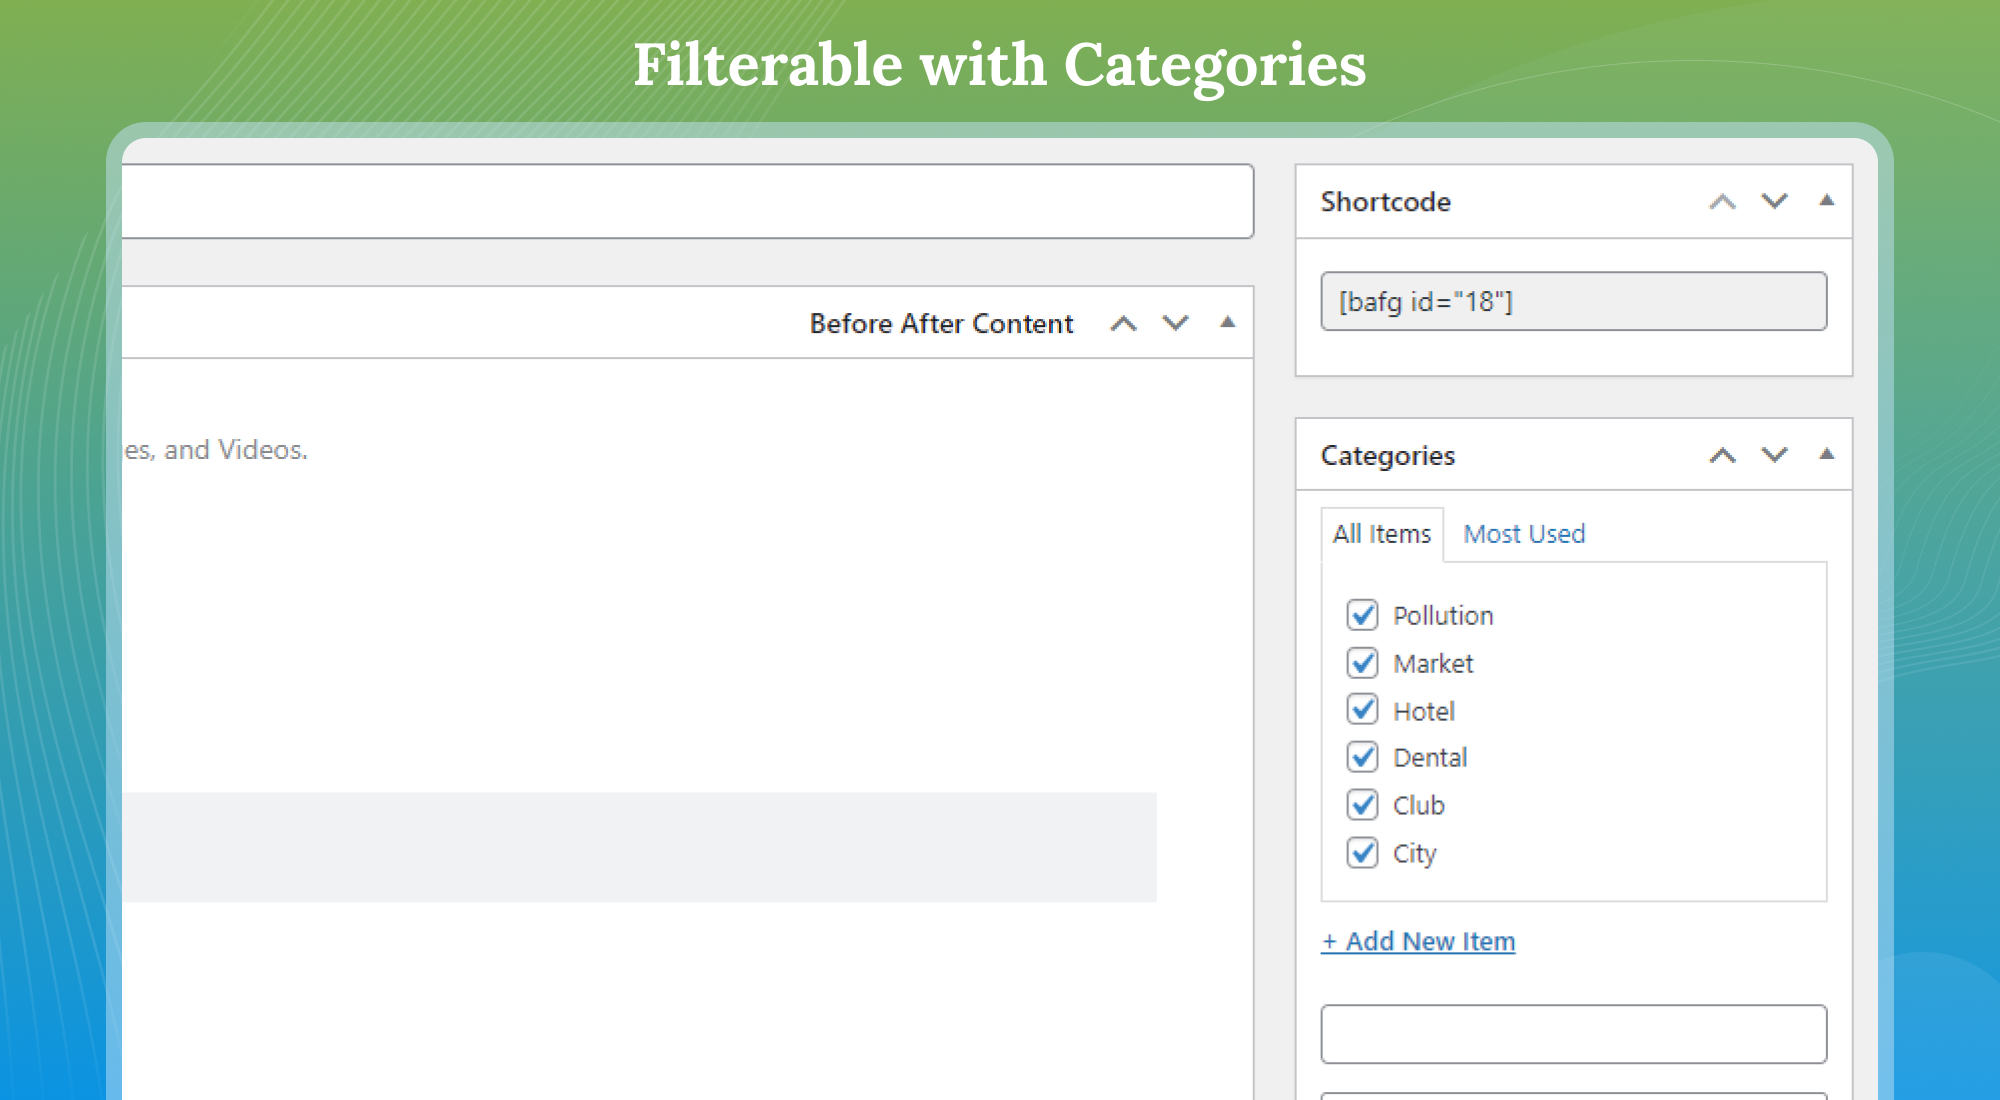 Filterable with Categories
Before After Content
es, and Videos.
Shortcode
[bafg id="18"]
Categories
All Items Most Used
Pollution
Market
Hotel
Dental
Club
City
+ Add New Item